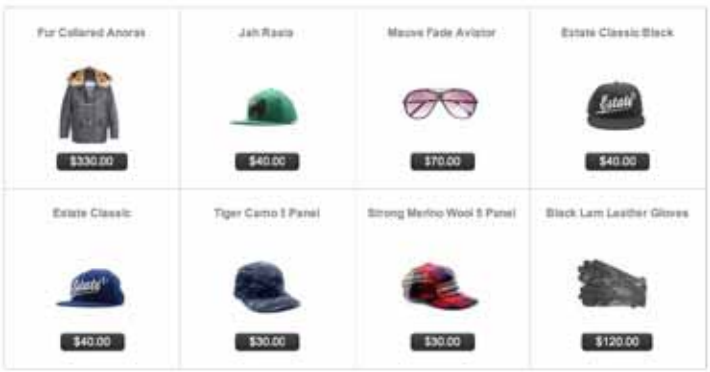 Fur Collared Anorak
Jah Rasta
Mauve Fade Aviator
Estate Classic Black
$330.00
$40.00
$70.00
Estate
$40.00
Estate Classic
Tiger Camo 5 Panel
Strong Merino Wool 5 Panel
Black Lam Leather Gloves
Estate
$40.00
$30.00
$30.00
$120.00